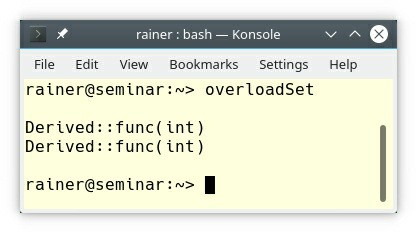 rainer : bash — Konsole
File Edit View Bookmarks Settings Help
rainer@seminar:~> overloadSet
Derived::func(int)
Derived::func(int)
rainer@seminar:~>